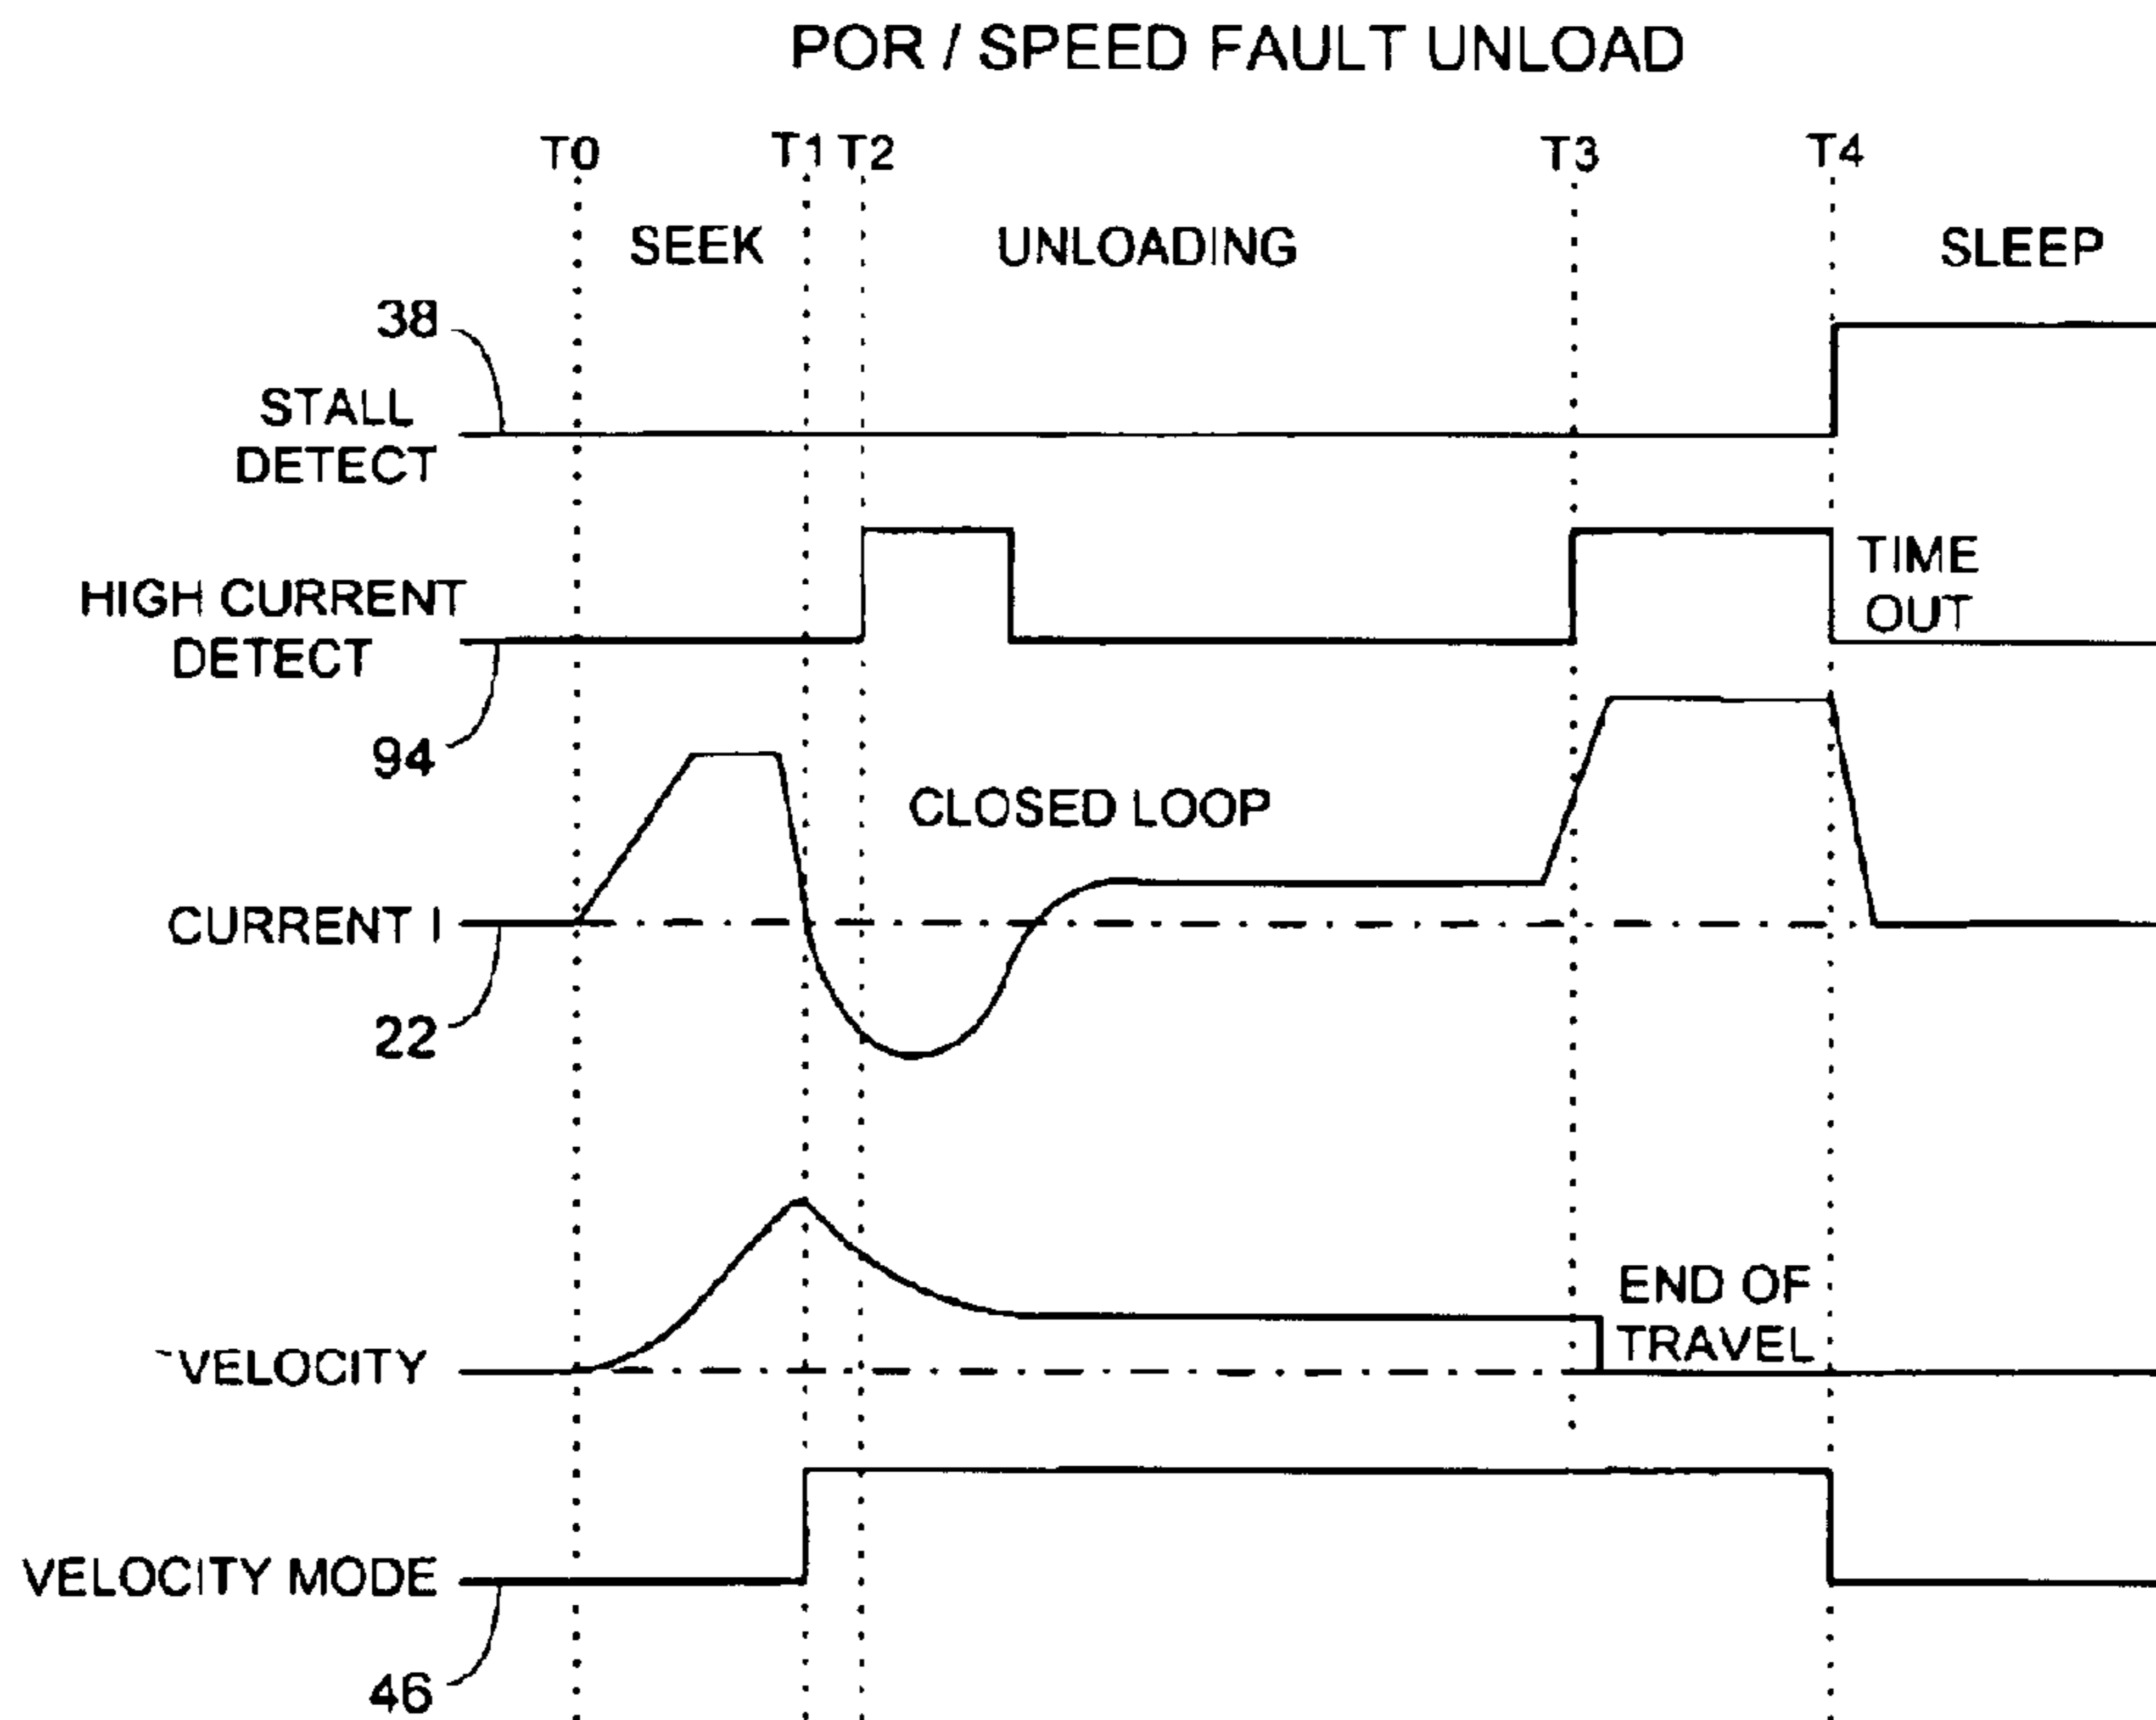 POR / SPEED FAULT UNLOAD
T0 T1 T2 T3 T4
SEEK UNLOADING SLEEP
38
STALL
DETECT
HIGH CURRENT
DETECT
TIME
OUT
94
CLOSED LOOP
CURRENT I
22
END OF
TRAVEL
VELOCITY
VELOCITY MODE
46